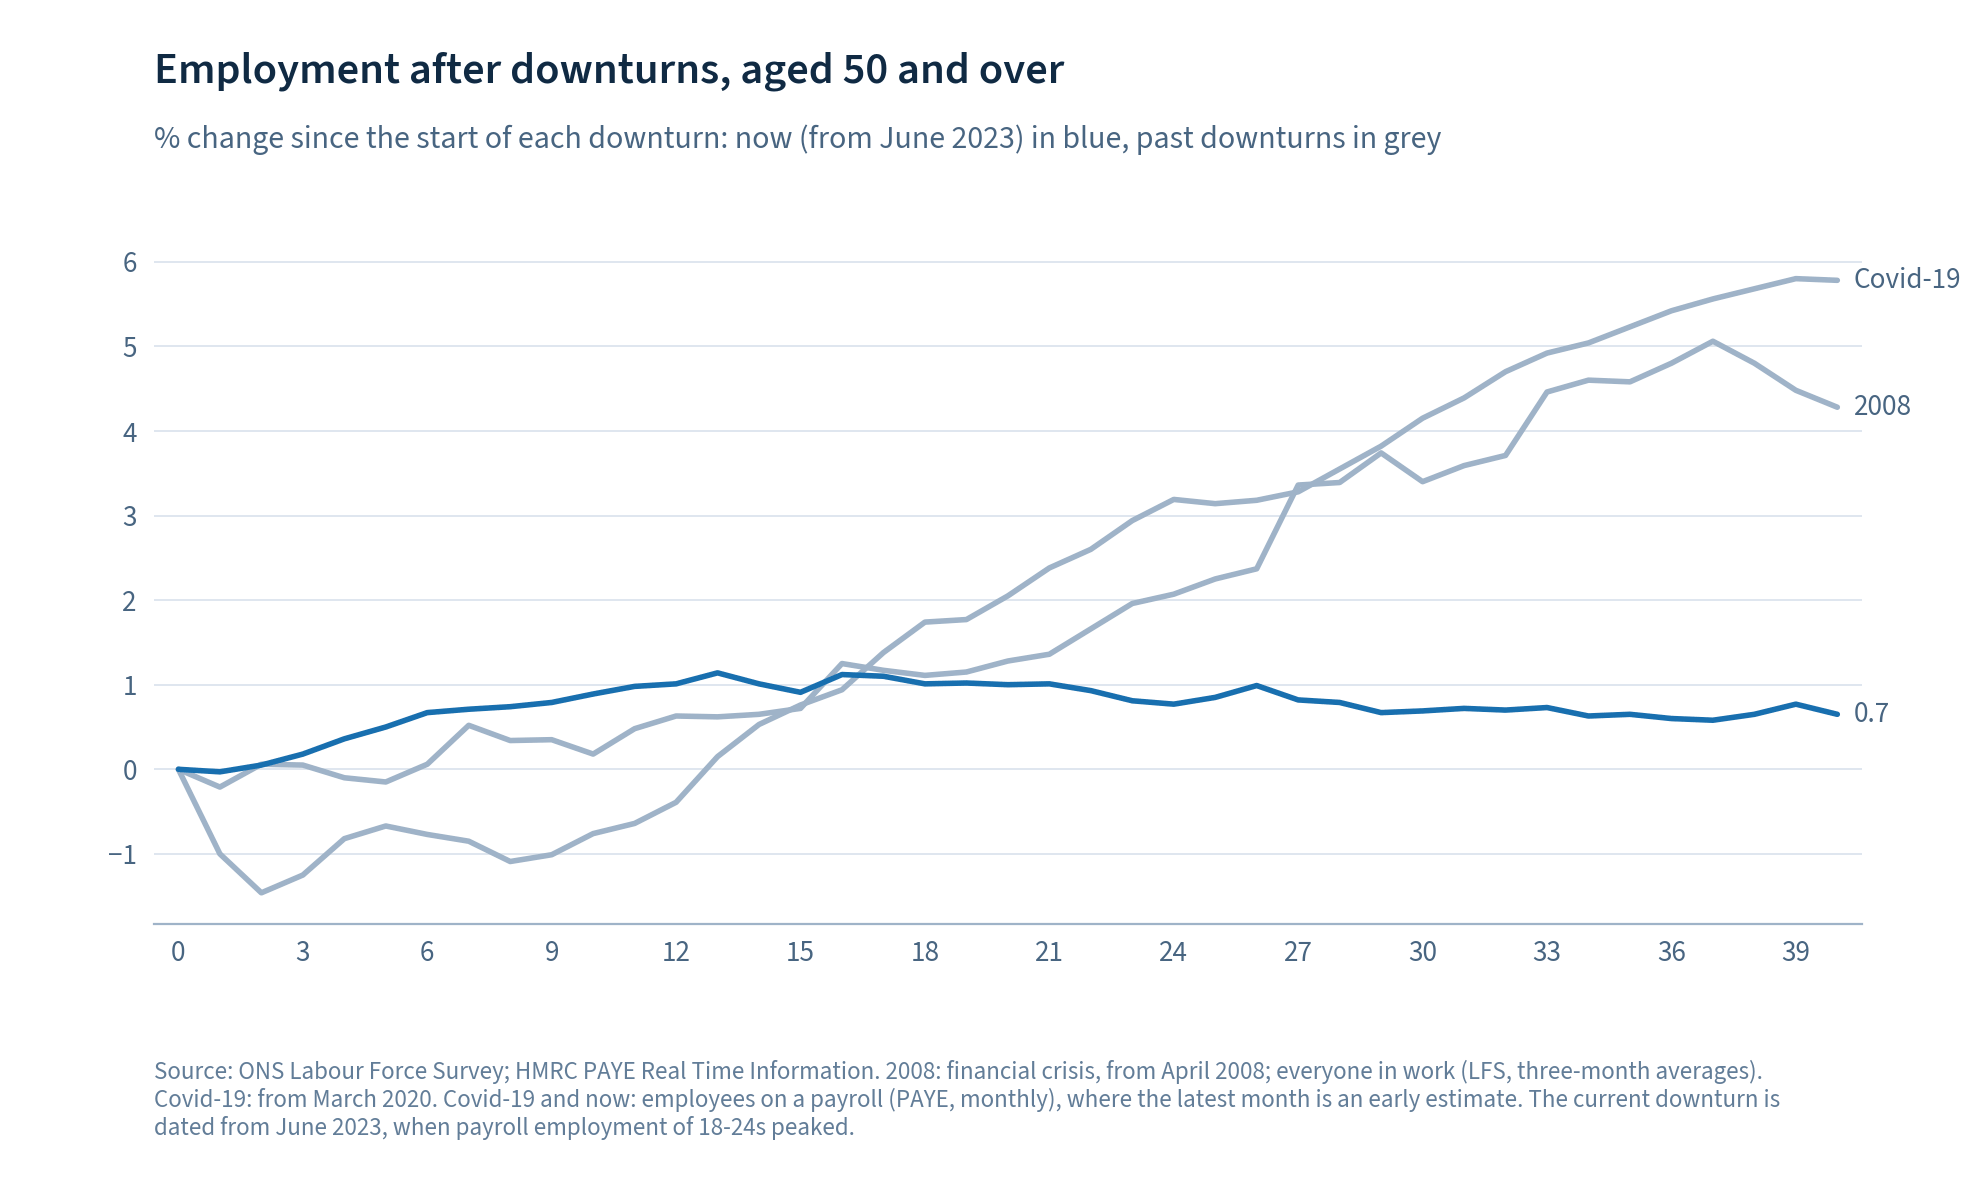 Employment after downturns, aged 50 and over
% change since the start of each downturn: now (from June 2023) in blue, past downturns in grey
6
Covid-19
5
2008
4
3
2
1
0.7
0
−1
0 3 6 9 12 15 18 21 24 27 30 33 36 39
Source: ONS Labour Force Survey; HMRC PAYE Real Time Information. 2008: financial crisis, from April 2008; everyone in work (LFS, three-month averages).
Covid-19: from March 2020. Covid-19 and now: employees on a payroll (PAYE, monthly), where the latest month is an early estimate. The current downturn is
dated from June 2023, when payroll employment of 18-24s peaked.